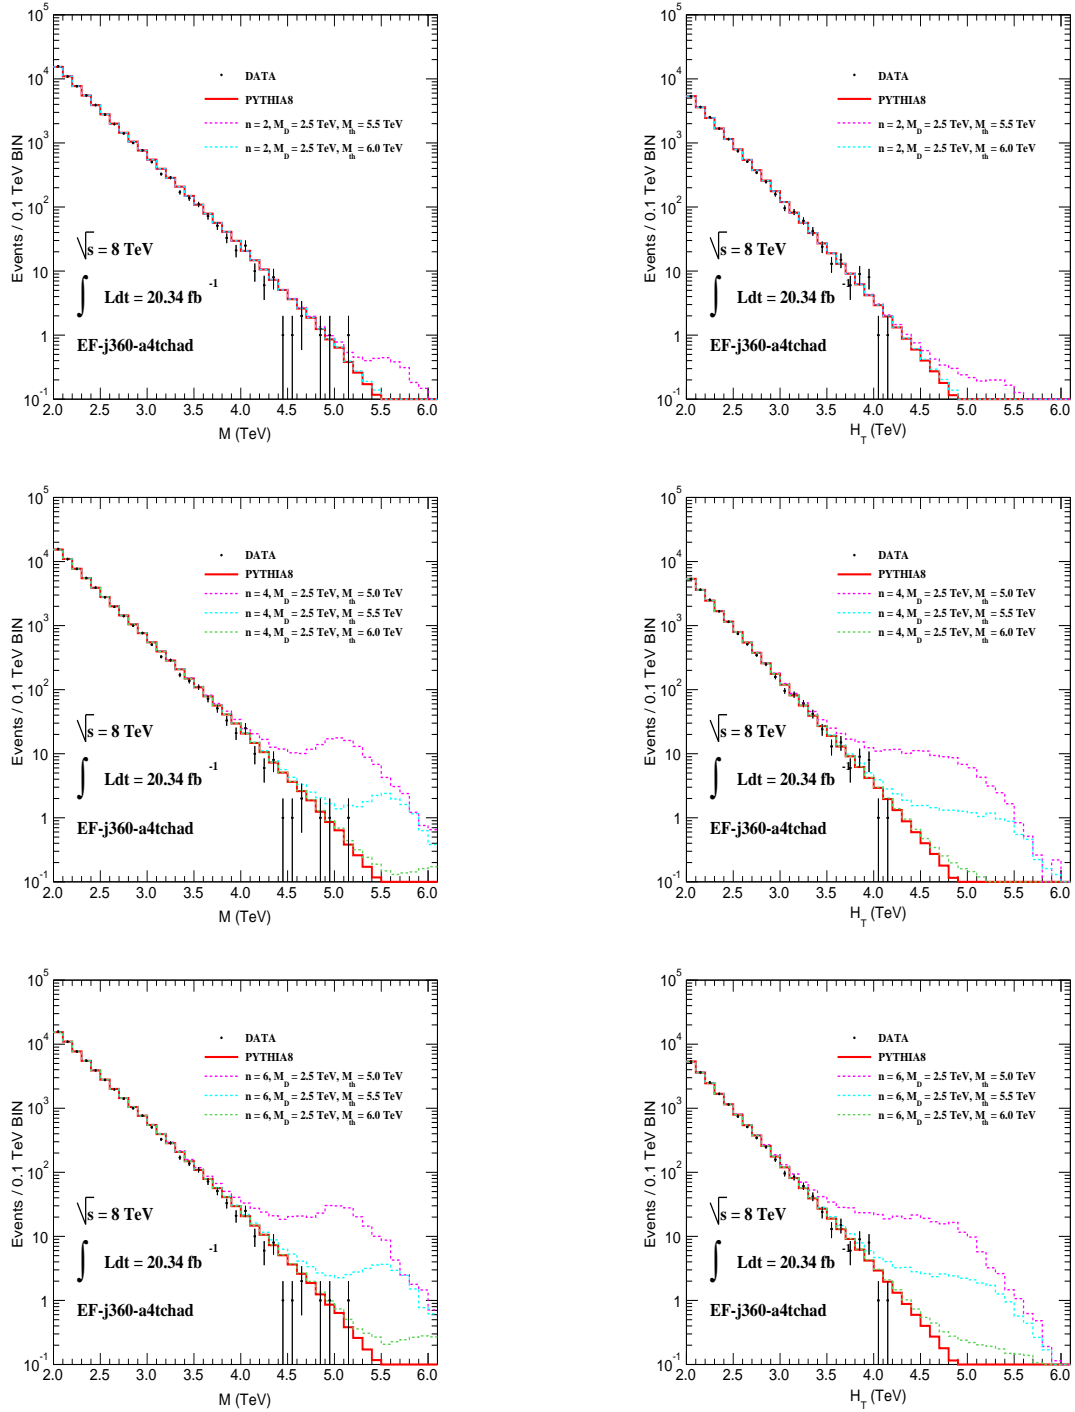 10^5
10^4
10^3
10^2
10
1
10^-1
Events / 0.1 TeV BIN
DATA
PYTHIA8
n = 2, M_D = 2.5 TeV, M_th = 5.5 TeV
n = 2, M_D = 2.5 TeV, M_th = 6.0 TeV
√s = 8 TeV
∫ Ldt = 20.34 fb^-1
EF-j360-a4tchad
2.0 2.5 3.0 3.5 4.0 4.5 5.0 5.5 6.0
M (TeV)
10^5
10^4
10^3
10^2
10
1
10^-1
Events / 0.1 TeV BIN
DATA
PYTHIA8
n = 2, M_D = 2.5 TeV, M_th = 5.5 TeV
n = 2, M_D = 2.5 TeV, M_th = 6.0 TeV
√s = 8 TeV
∫ Ldt = 20.34 fb^-1
EF-j360-a4tchad
2.0 2.5 3.0 3.5 4.0 4.5 5.0 5.5 6.0
H_T (TeV)
10^5
10^4
10^3
10^2
10
1
10^-1
Events / 0.1 TeV BIN
DATA
PYTHIA8
n = 4, M_D = 2.5 TeV, M_th = 5.0 TeV
n = 4, M_D = 2.5 TeV, M_th = 5.5 TeV
n = 4, M_D = 2.5 TeV, M_th = 6.0 TeV
√s = 8 TeV
∫ Ldt = 20.34 fb^-1
EF-j360-a4tchad
2.0 2.5 3.0 3.5 4.0 4.5 5.0 5.5 6.0
M (TeV)
10^5
10^4
10^3
10^2
10
1
10^-1
Events / 0.1 TeV BIN
DATA
PYTHIA8
n = 4, M_D = 2.5 TeV, M_th = 5.0 TeV
n = 4, M_D = 2.5 TeV, M_th = 5.5 TeV
n = 4, M_D = 2.5 TeV, M_th = 6.0 TeV
√s = 8 TeV
∫ Ldt = 20.34 fb^-1
EF-j360-a4tchad
2.0 2.5 3.0 3.5 4.0 4.5 5.0 5.5 6.0
H_T (TeV)
10^5
10^4
10^3
10^2
10
1
10^-1
Events / 0.1 TeV BIN
DATA
PYTHIA8
n = 6, M_D = 2.5 TeV, M_th = 5.0 TeV
n = 6, M_D = 2.5 TeV, M_th = 5.5 TeV
n = 6, M_D = 2.5 TeV, M_th = 6.0 TeV
√s = 8 TeV
∫ Ldt = 20.34 fb^-1
EF-j360-a4tchad
2.0 2.5 3.0 3.5 4.0 4.5 5.0 5.5 6.0
M (TeV)
10^5
10^4
10^3
10^2
10
1
10^-1
Events / 0.1 TeV BIN
DATA
PYTHIA8
n = 6, M_D = 2.5 TeV, M_th = 5.0 TeV
n = 6, M_D = 2.5 TeV, M_th = 5.5 TeV
n = 6, M_D = 2.5 TeV, M_th = 6.0 TeV
√s = 8 TeV
∫ Ldt = 20.34 fb^-1
EF-j360-a4tchad
2.0 2.5 3.0 3.5 4.0 4.5 5.0 5.5 6.0
H_T (TeV)